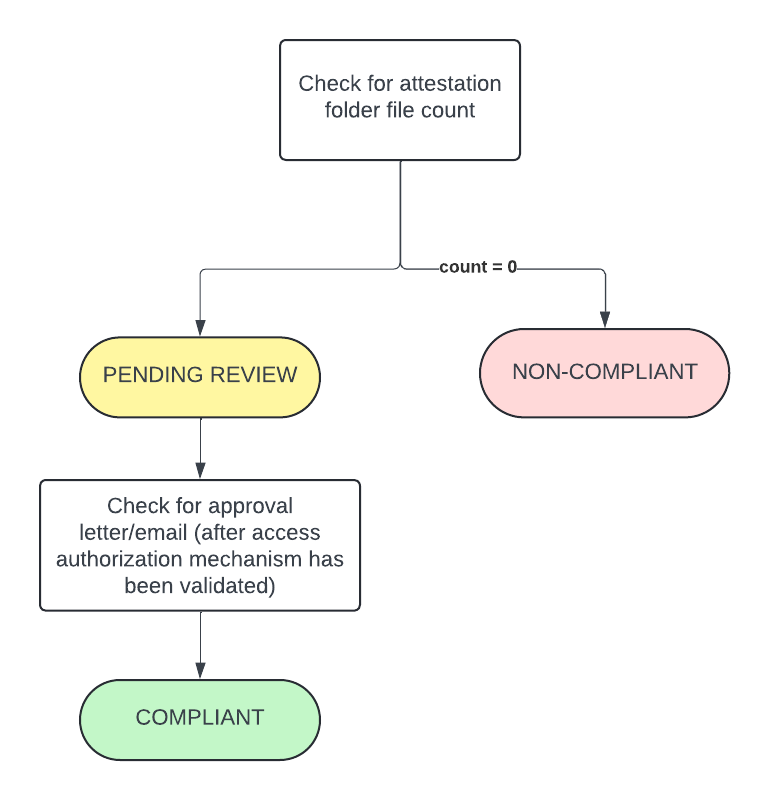 Check for attestation
folder file count
count = 0
PENDING REVIEW
NON-COMPLIANT
Check for approval
letter/email (after access
authorization mechanism has
been validated)
COMPLIANT